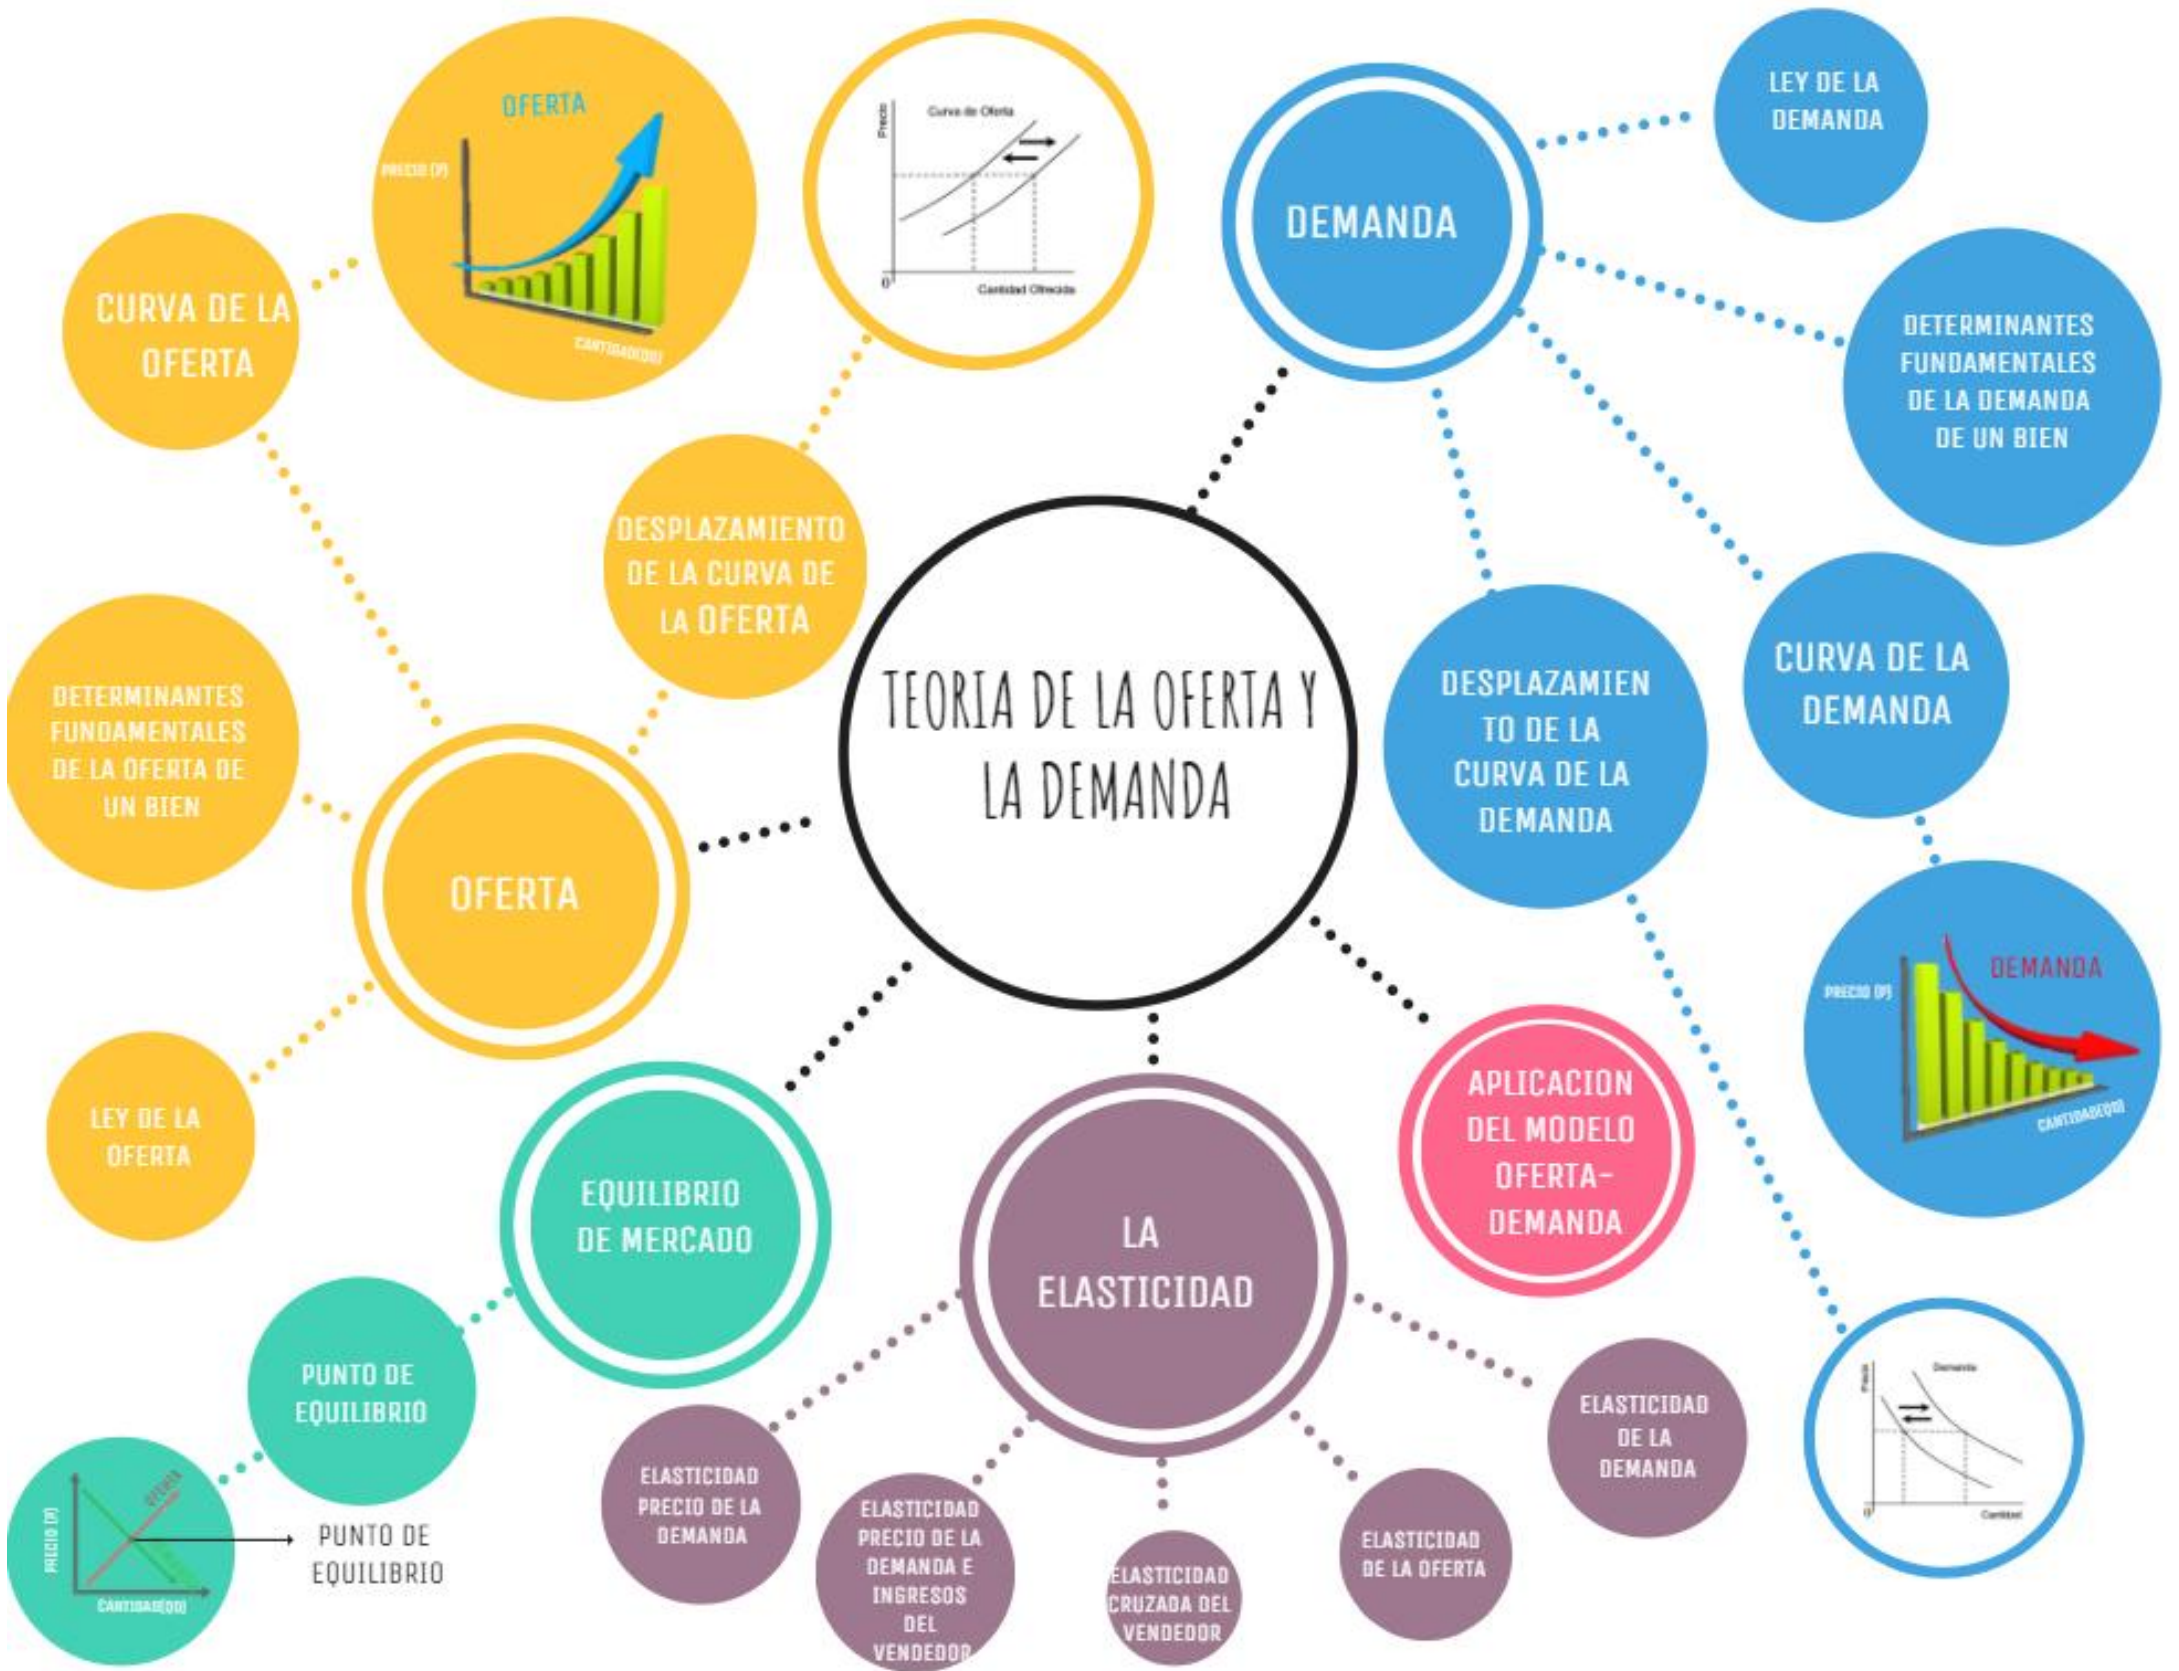 TEORIA DE LA OFERTA Y
LA DEMANDA
OFERTA
PRECIO (P)
CANTIDAD(QO)
CURVA DE LA
OFERTA
Curva de Oferta
Precio
0
Cantidad Ofrecida
DESPLAZAMIENTO
DE LA CURVA DE
LA OFERTA
DETERMINANTES
FUNDAMENTALES
DE LA OFERTA DE
UN BIEN
OFERTA
LEY DE LA
OFERTA
DEMANDA
LEY DE LA
DEMANDA
DETERMINANTES
FUNDAMENTALES
DE LA DEMANDA
DE UN BIEN
CURVA DE LA
DEMANDA
DESPLAZAMIEN
TO DE LA
CURVA DE LA
DEMANDA
DEMANDA
PRECIO (P)
CANTIDAD(QD)
Demanda
Precio
0
Cantidad
APLICACION
DEL MODELO
OFERTA-
DEMANDA
LA
ELASTICIDAD
ELASTICIDAD
PRECIO DE LA
DEMANDA
ELASTICIDAD
PRECIO DE LA
DEMANDA E
INGRESOS
DEL
VENDEDOR
ELASTICIDAD
CRUZADA DEL
VENDEDOR
ELASTICIDAD
DE LA OFERTA
ELASTICIDAD
DE LA
DEMANDA
EQUILIBRIO
DE MERCADO
PUNTO DE
EQUILIBRIO
OFERTA
PRECIO (P)
CANTIDAD(QO)
PUNTO DE
EQUILIBRIO